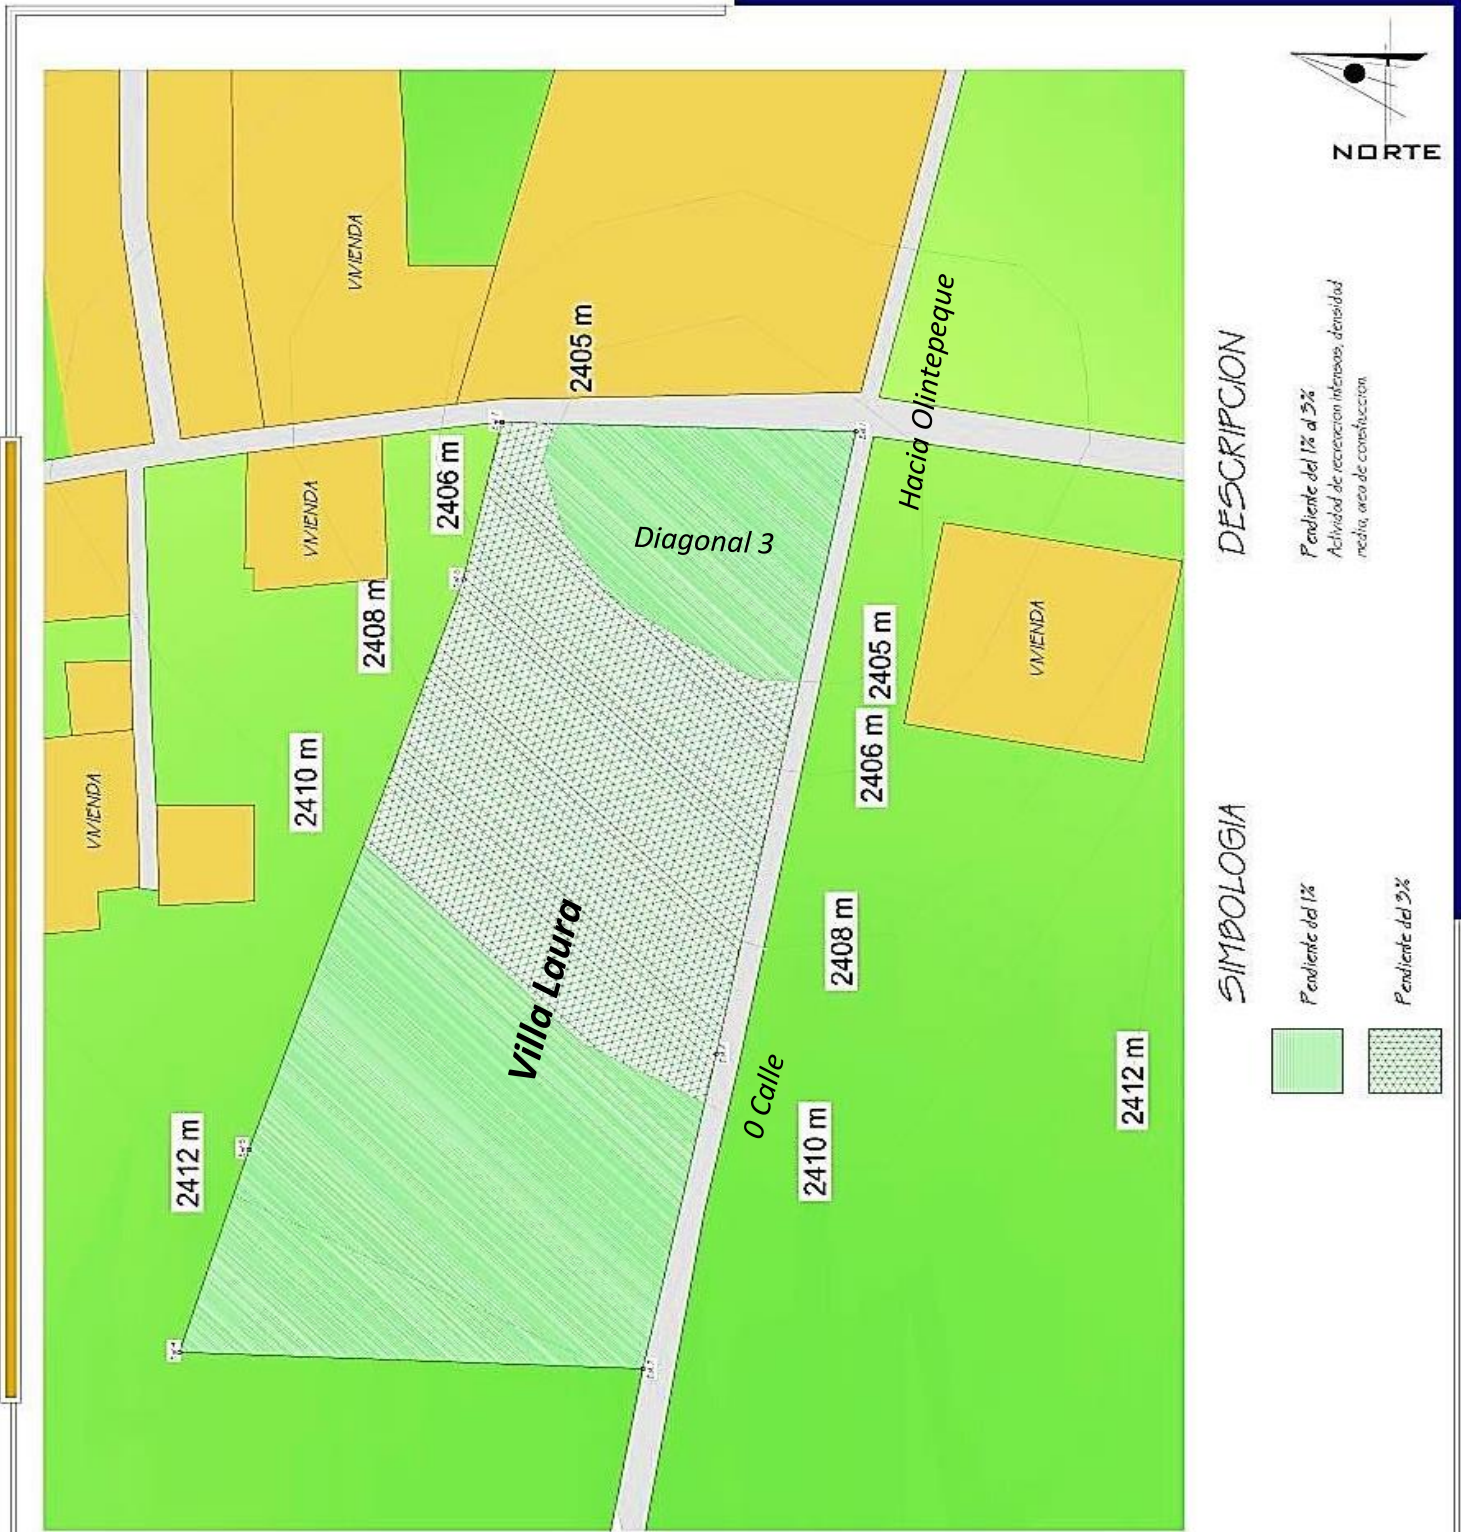 NORTE
VIVIENDA
2405 m
Hacia Olintepeque
2406 m
VIVIENDA
Diagonal 3
2408 m
2405 m
VIVIENDA
2406 m
2410 m
VIVIENDA
2408 m
Villa Laura
0 Calle
2410 m
2412 m
2412 m
DESCRIPCION
Pendiente del 1% al 3%
Actividad de recreacion intensas, densidad
media, area de construccion.
SIMBOLOGIA
Pendiente del 1%
Pendiente del 3%